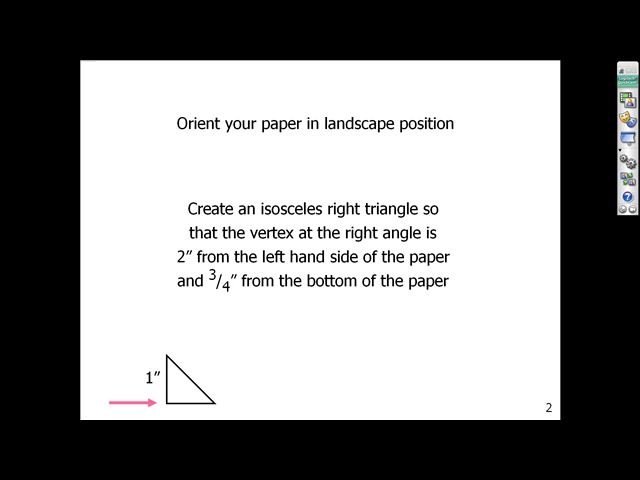 Orient your paper in landscape position
Create an isosceles right triangle so
that the vertex at the right angle is
2” from the left hand side of the paper
and 3/4” from the bottom of the paper
1”
2